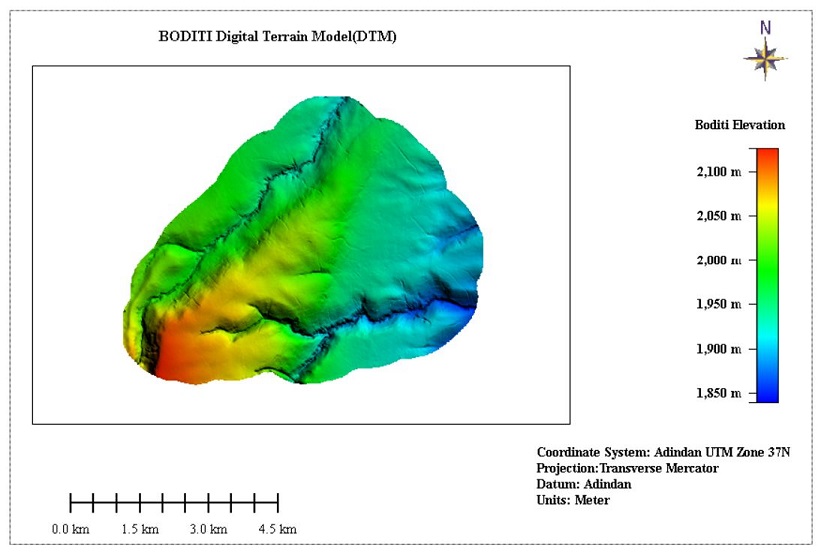 BODITI Digital Terrain Model(DTM)
N
Boditi Elevation
2,100 m
2,050 m
2,000 m
1,950 m
1,900 m
1,850 m
Coordinate System: Adindan UTM Zone 37N
Projection:Transverse Mercator
Datum: Adindan
Units: Meter
0.0 km 1.5 km 3.0 km 4.5 km